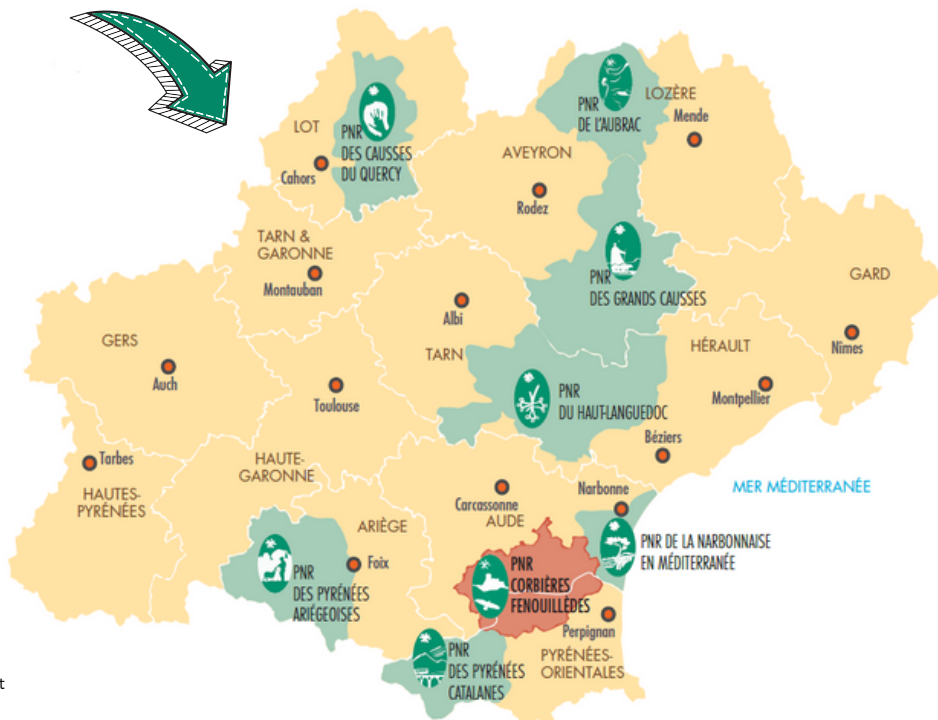 LOT
PNR
DES CAUSSES
DU QUERCY
Cahors
PNR
DE L'AUBRAC
LOZÈRE
Mende
AVEYRON
Rodez
TARN &
GARONNE
Montauban
PNR
DES GRANDS CAUSSES
GARD
Nîmes
GERS
Auch
Albi
TARN
HÉRAULT
Montpellier
Toulouse
PNR
DU HAUT-LANGUEDOC
Béziers
Tarbes
HAUTES-
PYRÉNÉES
HAUTE-
GARONNE
Carcassonne
AUDE
Narbonne
MER MÉDITERRANÉE
ARIÈGE
Foix
PNR
DES PYRÉNÉES
ARIÉGEOISES
PNR
CORBIÈRES
FENOUILLÈDES
PNR DE LA NARBONNAISE
EN MÉDITERRANÉE
Perpignan
PNR
DES PYRÉNÉES
CATALANES
PYRÉNÉES-
ORIENTALES
t